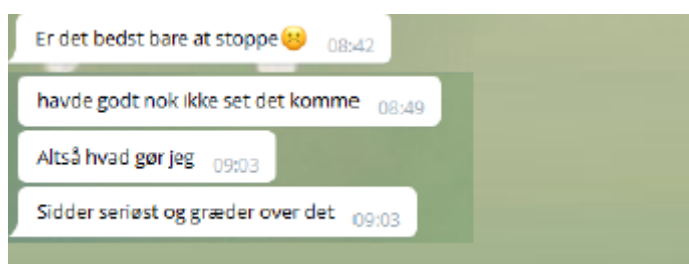 Er det bedst bare at stoppe☹️ 08:42
havde godt nok ikke set det komme 08:49
Altså hvad gør jeg 09:03
Sidder seriøst og græder over det 09:03